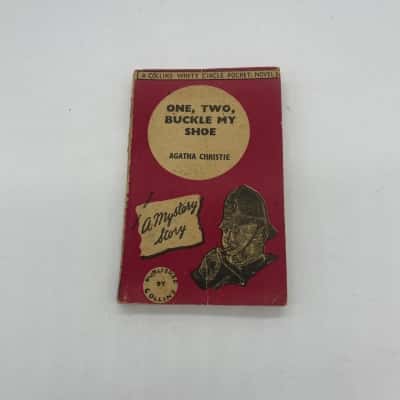 A COLLINS WHITE CIRCLE POCKET NOVEL
ONE, TWO,
BUCKLE MY
SHOE
AGATHA CHRISTIE
A Mystery
Story
PUBLISHED
BY
COLLINS